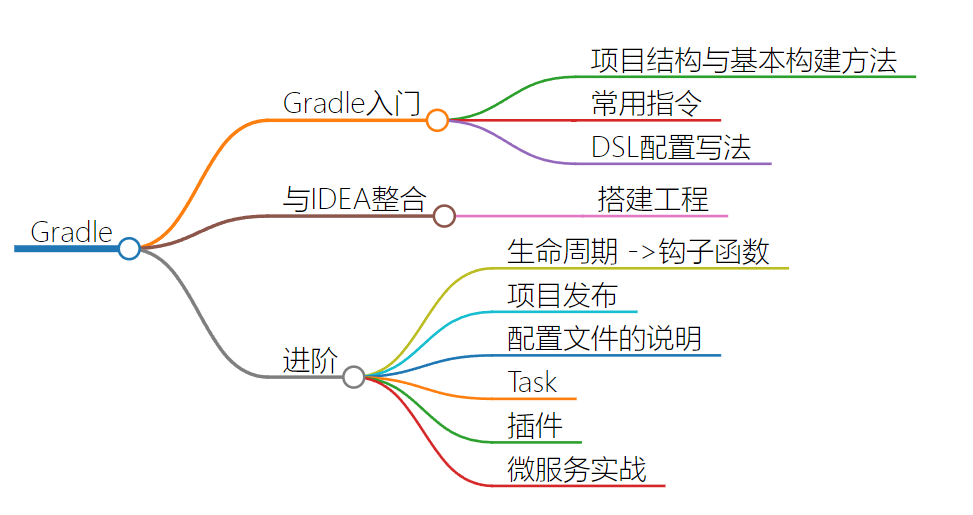 Gradle
Gradle入门
项目结构与基本构建方法
常用指令
DSL配置写法
与IDEA整合
搭建工程
进阶
生命周期 ->钩子函数
项目发布
配置文件的说明
Task
插件
微服务实战